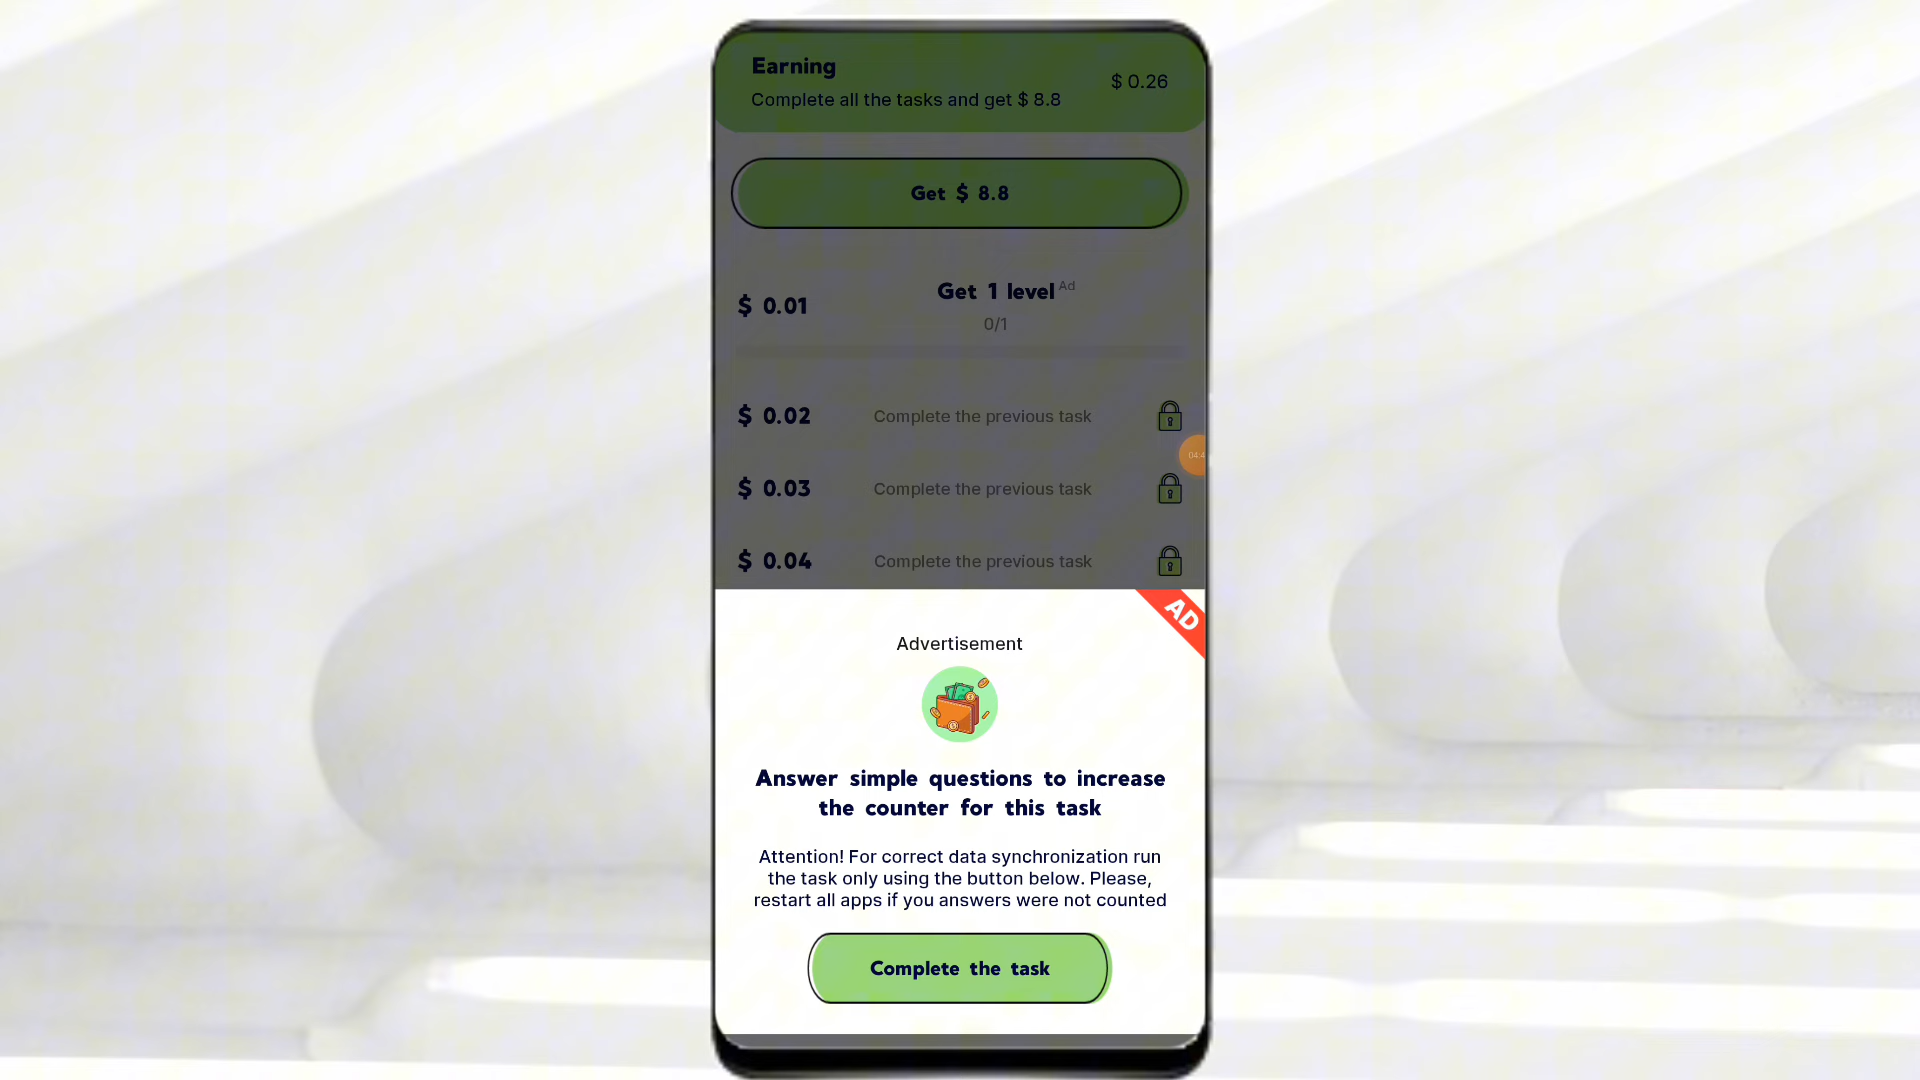 Earning
$ 0.26
Complete all the tasks and get $ 8.8
Get $ 8.8
$ 0.01
Get 1 level Ad
0/1
$ 0.02
Complete the previous task
$ 0.03
Complete the previous task
04:4
$ 0.04
Complete the previous task
AD
Advertisement
Answer simple questions to increase
the counter for this task
Attention! For correct data synchronization run
the task only using the button below. Please,
restart all apps if you answers were not counted
Complete the task